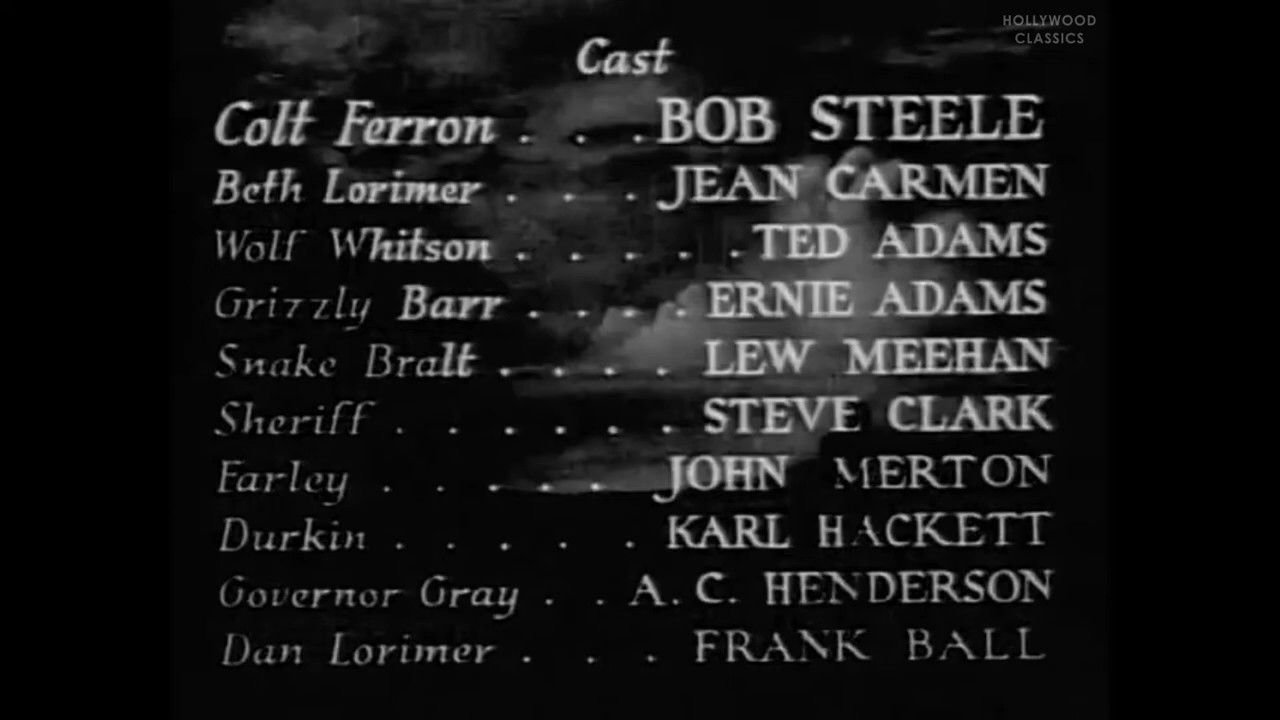 HOLLYWOOD
CLASSICS
Cast
Colt Ferron . . . BOB STEELE
Beth Lorimer . . . JEAN CARMEN
Wolf Whitson . . . . . TED ADAMS
Grizzly Barr . . . . ERNIE ADAMS
Snake Bralt . . . . LEW MEEHAN
Sheriff . . . . . . STEVE CLARK
Farley . . . . . JOHN MERTON
Durkin . . . . . KARL HACKETT
Governor Gray . . A. C. HENDERSON
Dan Lorimer . . . FRANK BALL